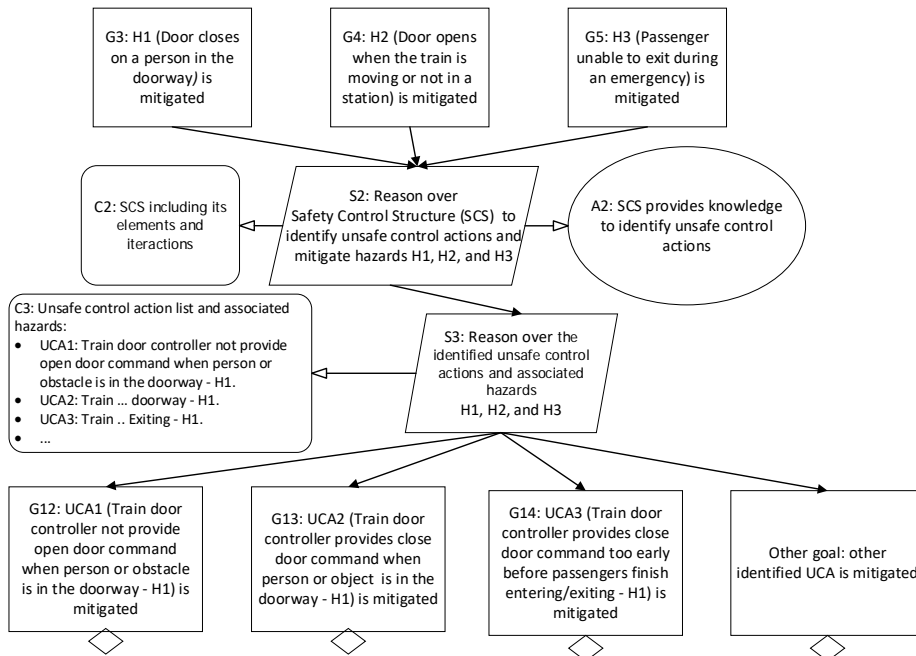 G3: H1 (Door closes
on a person in the
doorway) is
mitigated
G4: H2 (Door opens
when the train is
moving or not in a
station) is mitigated
G5: H3 (Passenger
unable to exit during
an emergency) is
mitigated
C2: SCS including its
elements and
iteractions
S2: Reason over
Safety Control Structure (SCS) to
identify unsafe control actions and
mitigate hazards H1, H2, and H3
A2: SCS provides knowledge
to identify unsafe control
actions
C3: Unsafe control action list and associated
hazards:
• UCA1: Train door controller not provide
open door command when person or
obstacle is in the doorway - H1.
• UCA2: Train ... doorway - H1.
• UCA3: Train .. Exiting - H1.
• ...
S3: Reason over the
identified unsafe control
actions and associated
hazards
H1, H2, and H3
G12: UCA1 (Train door
controller not provide
open door command
when person or obstacle
is in the doorway - H1) is
mitigated
G13: UCA2 (Train door
controller provides close
door command when
person or object is in the
doorway - H1) is mitigated
G14: UCA3 (Train door
controller provides close
door command too early
before passengers finish
entering/exiting - H1) is
mitigated
Other goal: other
identified UCA is mitigated